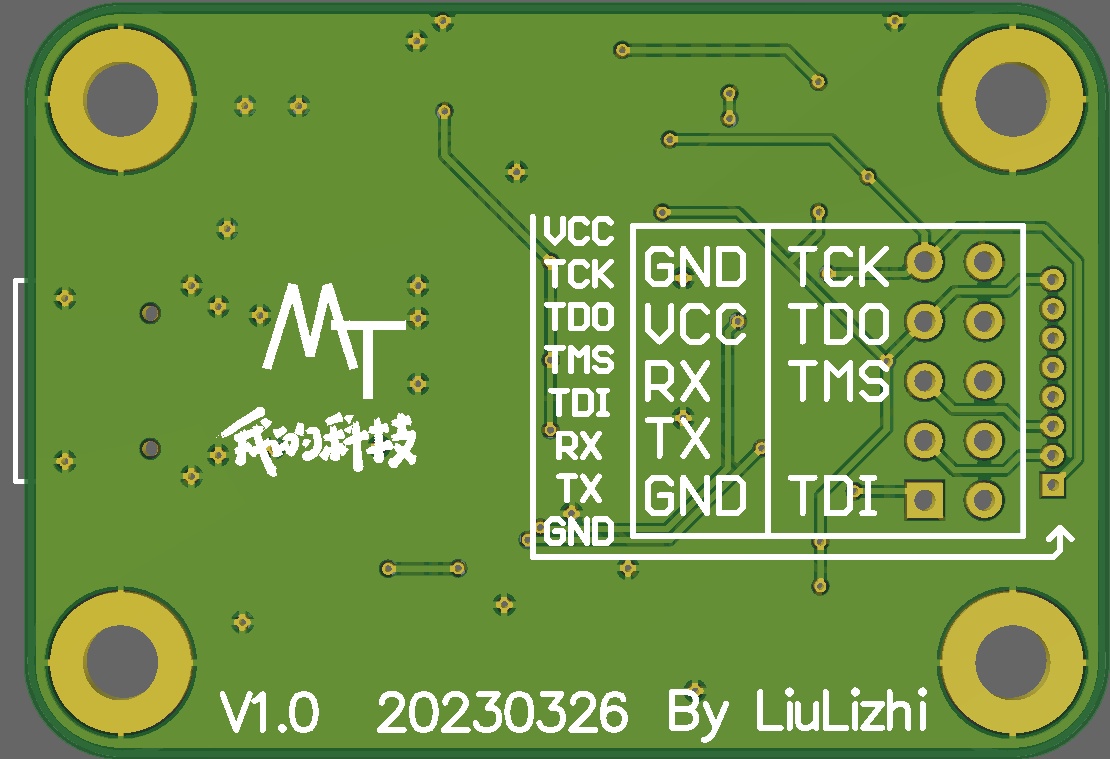 MT
我的科技
VCC
TCK
TDO
TMS
TDI
RX
TX
GND
GND TCK
VCC TDO
RX TMS
TX
GND TDI
V1.0 20230326 By LiuLizhi